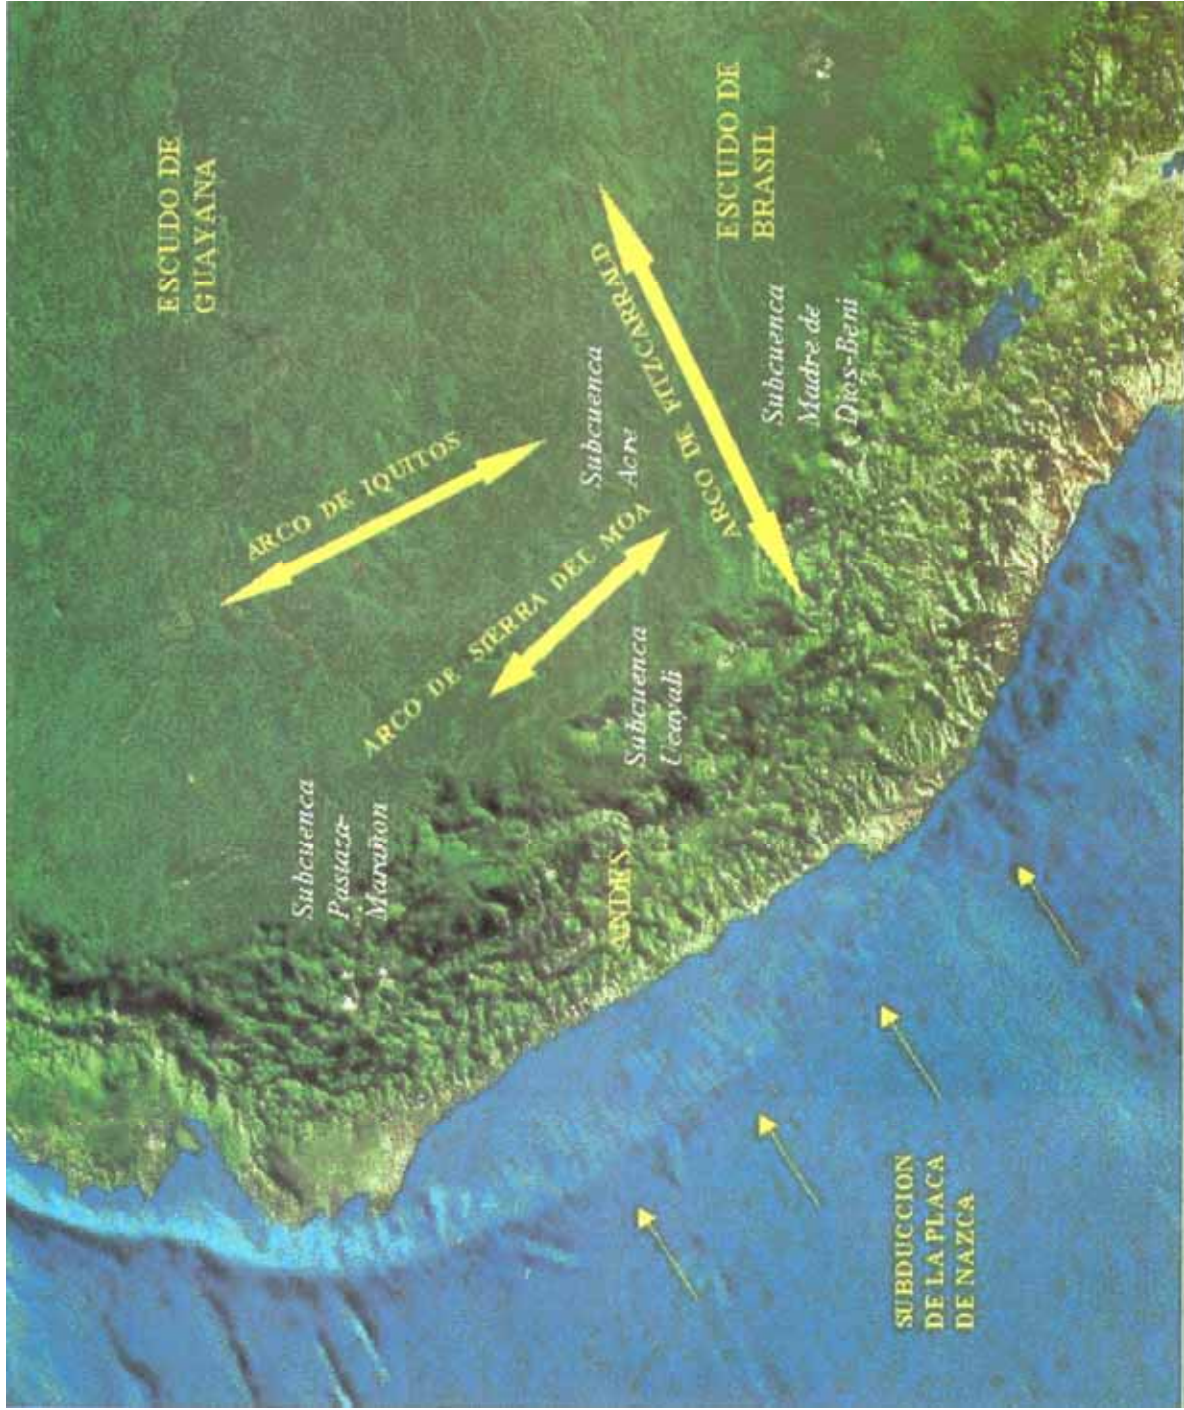 ESCUDO DE
GUAYANA
ESCUDO DE
BRASIL
ARCO DE IQUITOS
ARCO DE SIERRA DEL MOA
ARCO DE FITZCARRALD
Subcuenca
Acre
Subcuenca
Madre de
Dios-Beni
Subcuenca
Ucayali
Subcuenca
Pastaza-
Marañon
ANDES
SUBDUCCION
DE LA PLACA
DE NAZCA